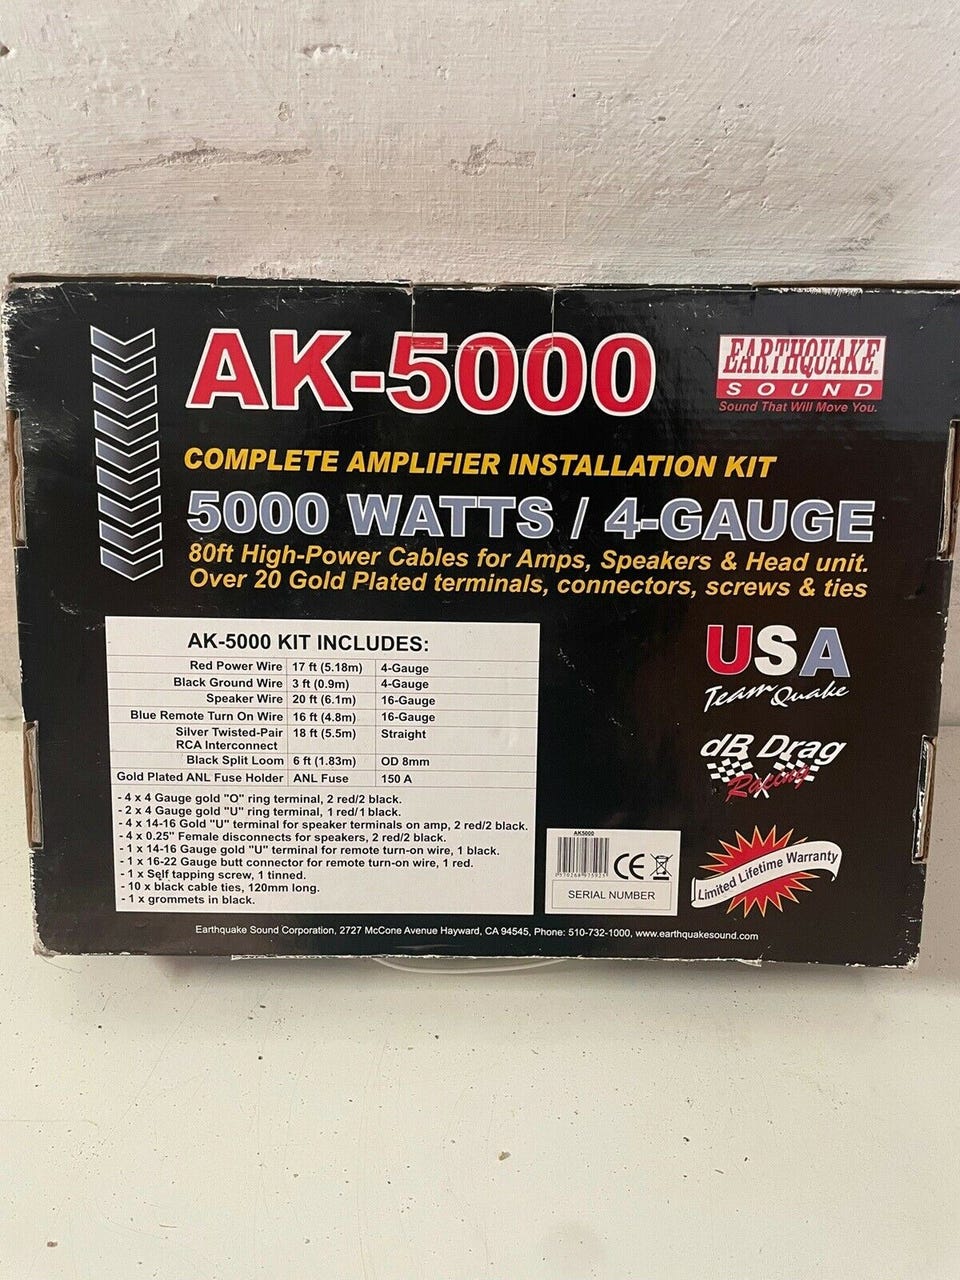 AK-5000
EARTHQUAKE®
SOUND
Sound That Will Move You.
COMPLETE AMPLIFIER INSTALLATION KIT
5000 WATTS / 4-GAUGE
80ft High-Power Cables for Amps, Speakers & Head unit.
Over 20 Gold Plated terminals, connectors, screws & ties
AK-5000 KIT INCLUDES:
Red Power Wire 17 ft (5.18m) 4-Gauge
Black Ground Wire 3 ft (0.9m) 4-Gauge
Speaker Wire 20 ft (6.1m) 16-Gauge
Blue Remote Turn On Wire 16 ft (4.8m) 16-Gauge
Silver Twisted-Pair 18 ft (5.5m) Straight
RCA Interconnect
Black Split Loom 6 ft (1.83m) OD 8mm
Gold Plated ANL Fuse Holder ANL Fuse 150 A
- 4 x 4 Gauge gold "O" ring terminal, 2 red/2 black.
- 2 x 4 Gauge gold "U" ring terminal, 1 red/1 black.
- 4 x 14-16 Gold "U" terminal for speaker terminals on amp, 2 red/2 black.
- 4 x 0.25" Female disconnects for speakers, 2 red/2 black.
- 1 x 14-16 Gauge gold "U" terminal for remote turn-on wire, 1 black.
- 1 x 16-22 Gauge butt connector for remote turn-on wire, 1 red.
- 1 x Self tapping screw, 1 tinned.
- 10 x black cable ties, 120mm long.
- 1 x grommets in black.
USA
Team Quake
dB Drag
Racing
AK5000
CE
SERIAL NUMBER
Limited Lifetime Warranty
Earthquake Sound Corporation, 2727 McCone Avenue Hayward, CA 94545, Phone: 510-732-1000, www.earthquakesound.com